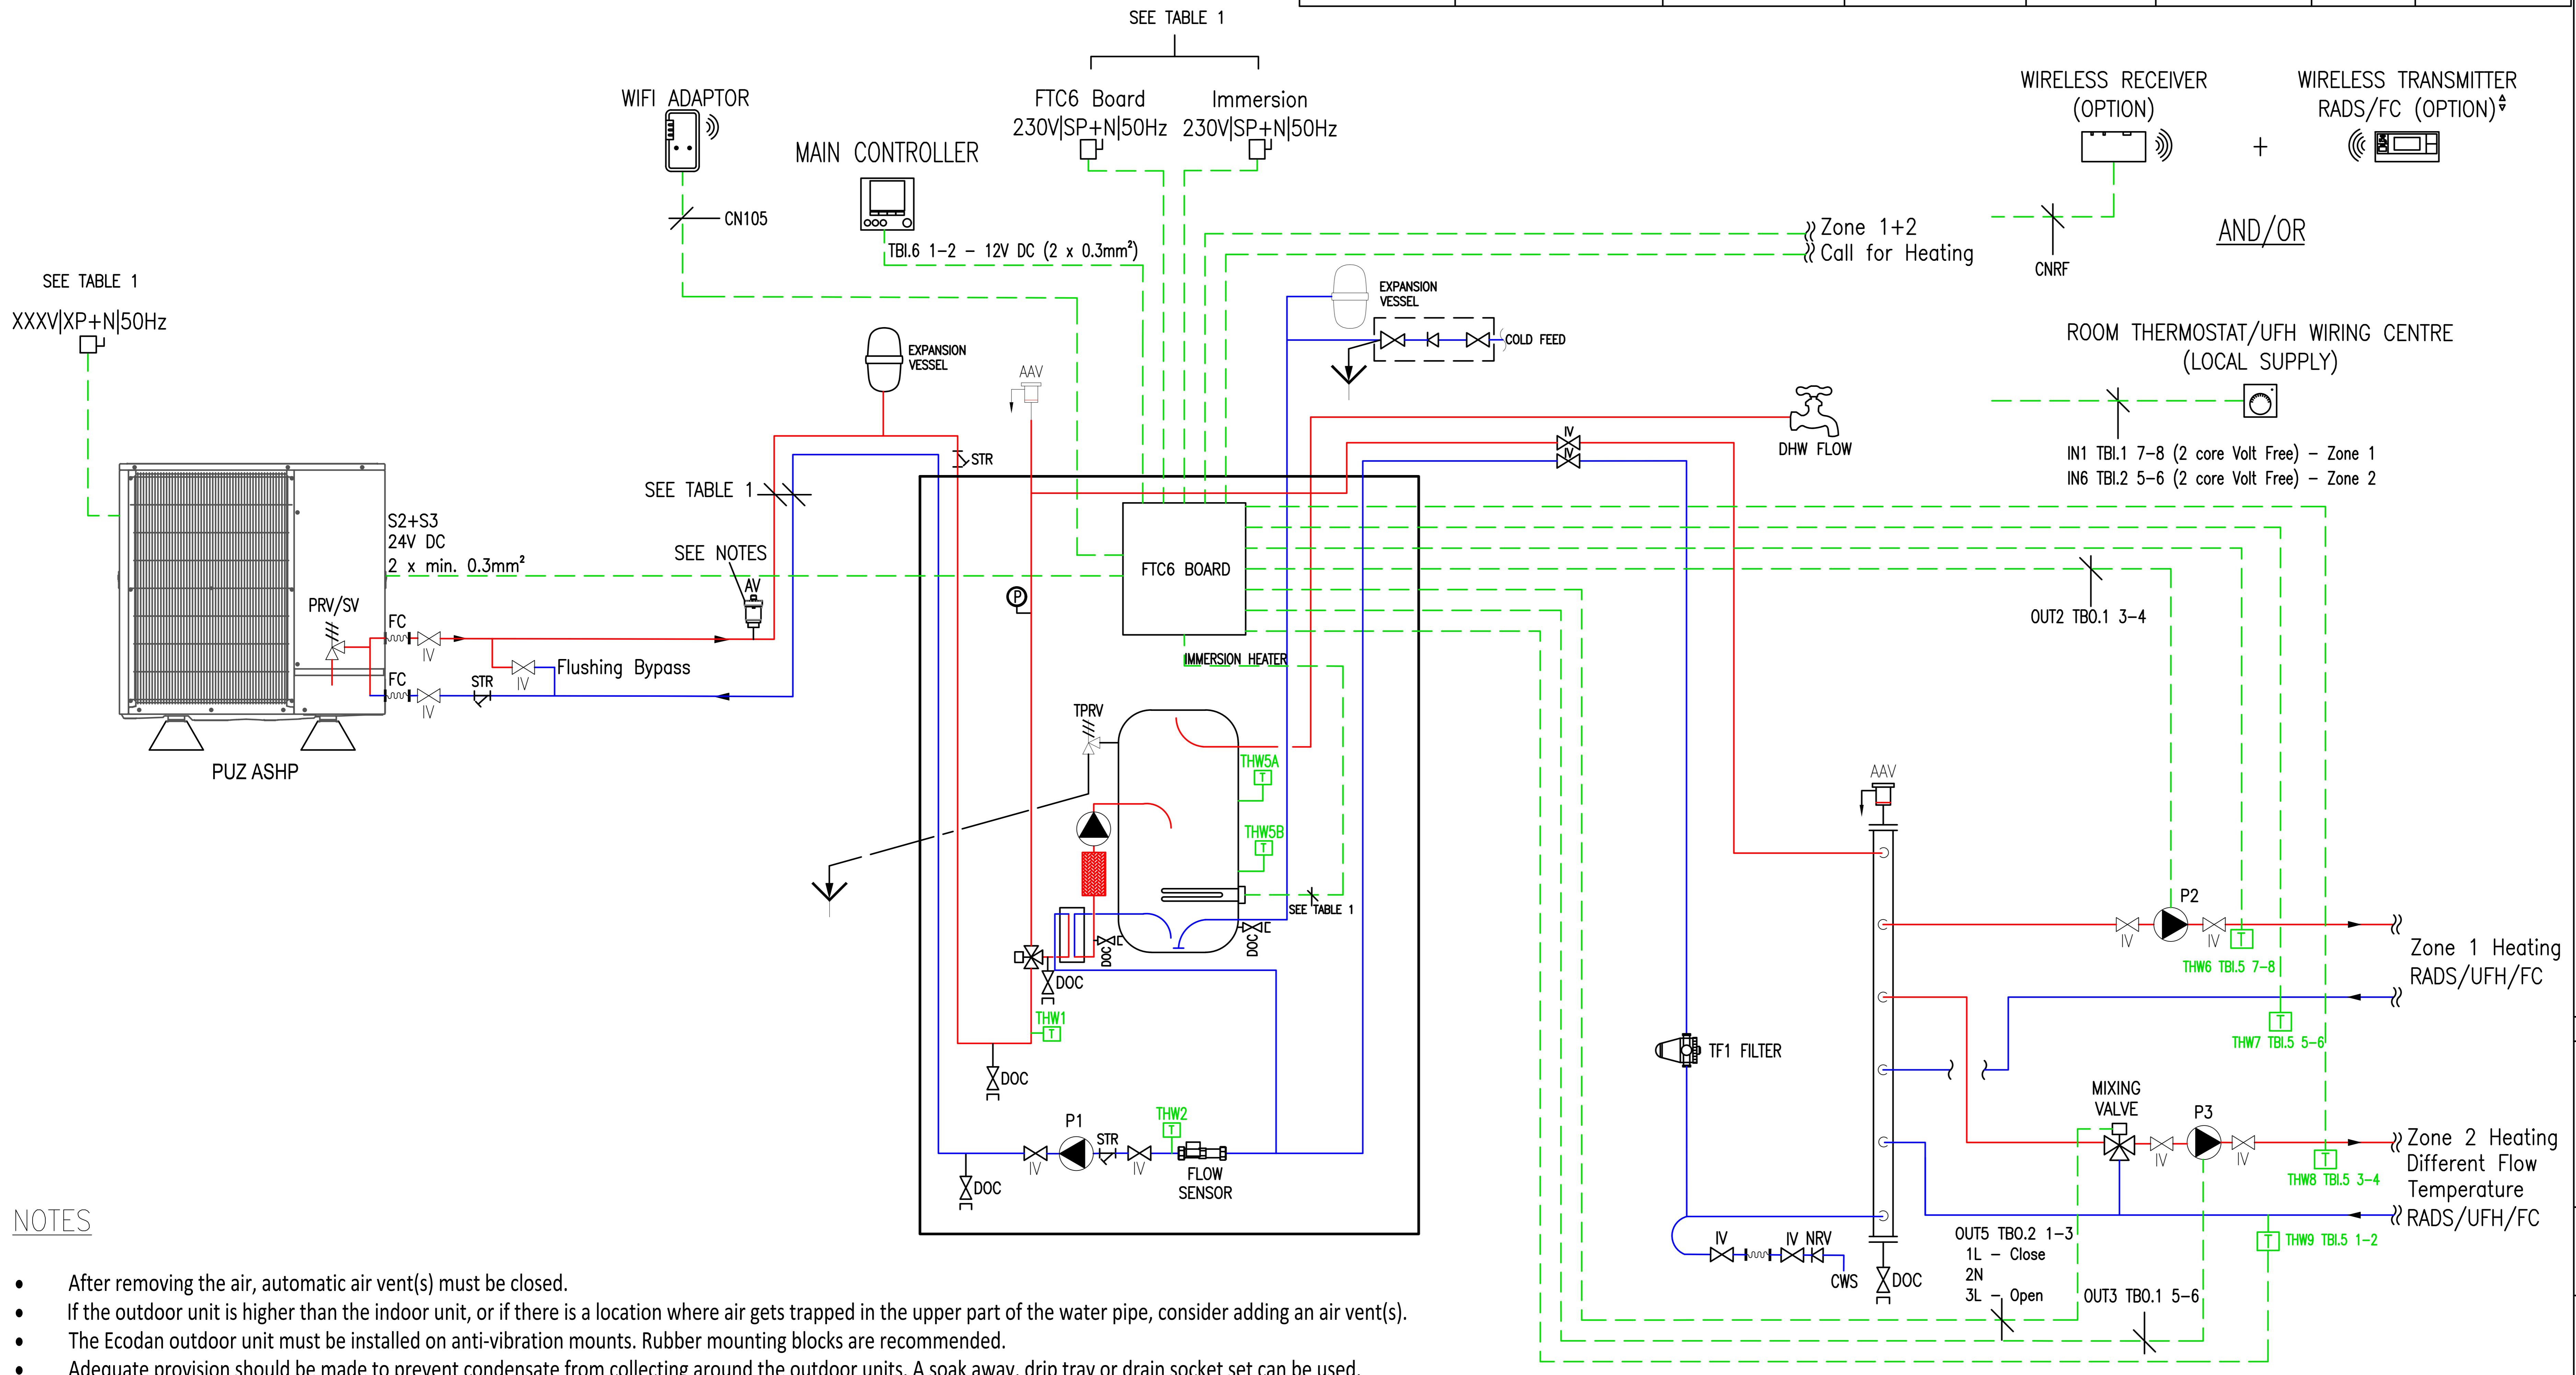 SEE TABLE 1
WIFI ADAPTOR
FTC6 Board
230V|SP+N|50Hz
Immersion
230V|SP+N|50Hz
MAIN CONTROLLER
WIRELESS RECEIVER
(OPTION)
+
WIRELESS TRANSMITTER
RADS/FC (OPTION)
CN105
TBI.6 1-2 - 12V DC (2 x 0.3mm²)
Zone 1+2
Call for Heating
CNRF
AND/OR
SEE TABLE 1
XXXV|XP+N|50Hz
EXPANSION
VESSEL
EXPANSION
VESSEL
COLD FEED
AAV
ROOM THERMOSTAT/UFH WIRING CENTRE
(LOCAL SUPPLY)
IN1 TBI.1 7-8 (2 core Volt Free) - Zone 1
IN6 TBI.2 5-6 (2 core Volt Free) - Zone 2
DHW FLOW
IV
IV
STR
SEE TABLE 1
S2+S3
24V DC
2 x min. 0.3mm²
SEE NOTES
AV
FTC6 BOARD
P
PRV/SV
FC
IV
Flushing Bypass
IV
FC
IV
STR
PUZ ASHP
OUT2 TBO.1 3-4
IMMERSION HEATER
TPRV
THW5A
T
THW5B
T
SEE TABLE 1
DOC
DOC
DOC
THW1
T
DOC
P1
STR
THW2
T
IV
IV
FLOW
SENSOR
DOC
AAV
P2
IV
IV
T
THW6 TBI.5 7-8
Zone 1 Heating
RADS/UFH/FC
T
THW7 TBI.5 5-6
TF1 FILTER
MIXING
VALVE
P3
IV
IV
T
THW8 TBI.5 3-4
Zone 2 Heating
Different Flow
Temperature
RADS/UFH/FC
T
THW9 TBI.5 1-2
IV
IV NRV
CWS
DOC
OUT5 TBO.2 1-3
1L - Close
2N
3L - Open
OUT3 TBO.1 5-6
NOTES
• After removing the air, automatic air vent(s) must be closed.
• If the outdoor unit is higher than the indoor unit, or if there is a location where air gets trapped in the upper part of the water pipe, consider adding an air vent(s).
• The Ecodan outdoor unit must be installed on anti-vibration mounts. Rubber mounting blocks are recommended.
• Adequate provision should be made to prevent condensate from collecting around the outdoor units. A soak away, drip tray or drain socket set can be used.